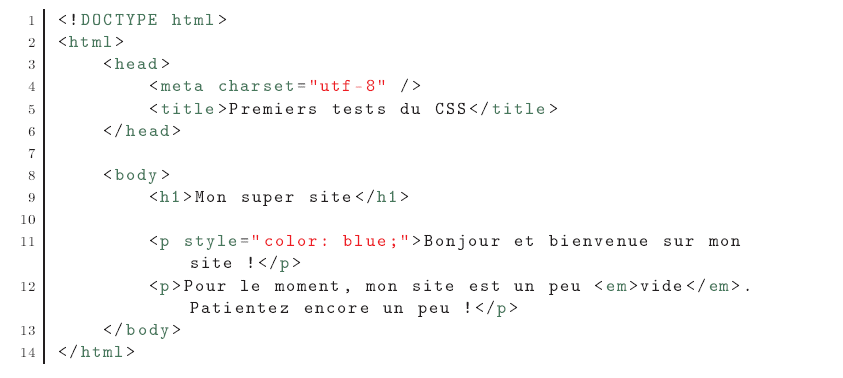 1 <!DOCTYPE html>
2 <html>
3 <head>
4 <meta charset="utf-8" />
5 <title>Premiers tests du CSS</title>
6 </head>
7
8 <body>
9 <h1>Mon super site</h1>
10
11 <p style="color: blue;">Bonjour et bienvenue sur mon
site !</p>
12 <p>Pour le moment, mon site est un peu <em>vide</em>.
Patientez encore un peu !</p>
13 </body>
14 </html>